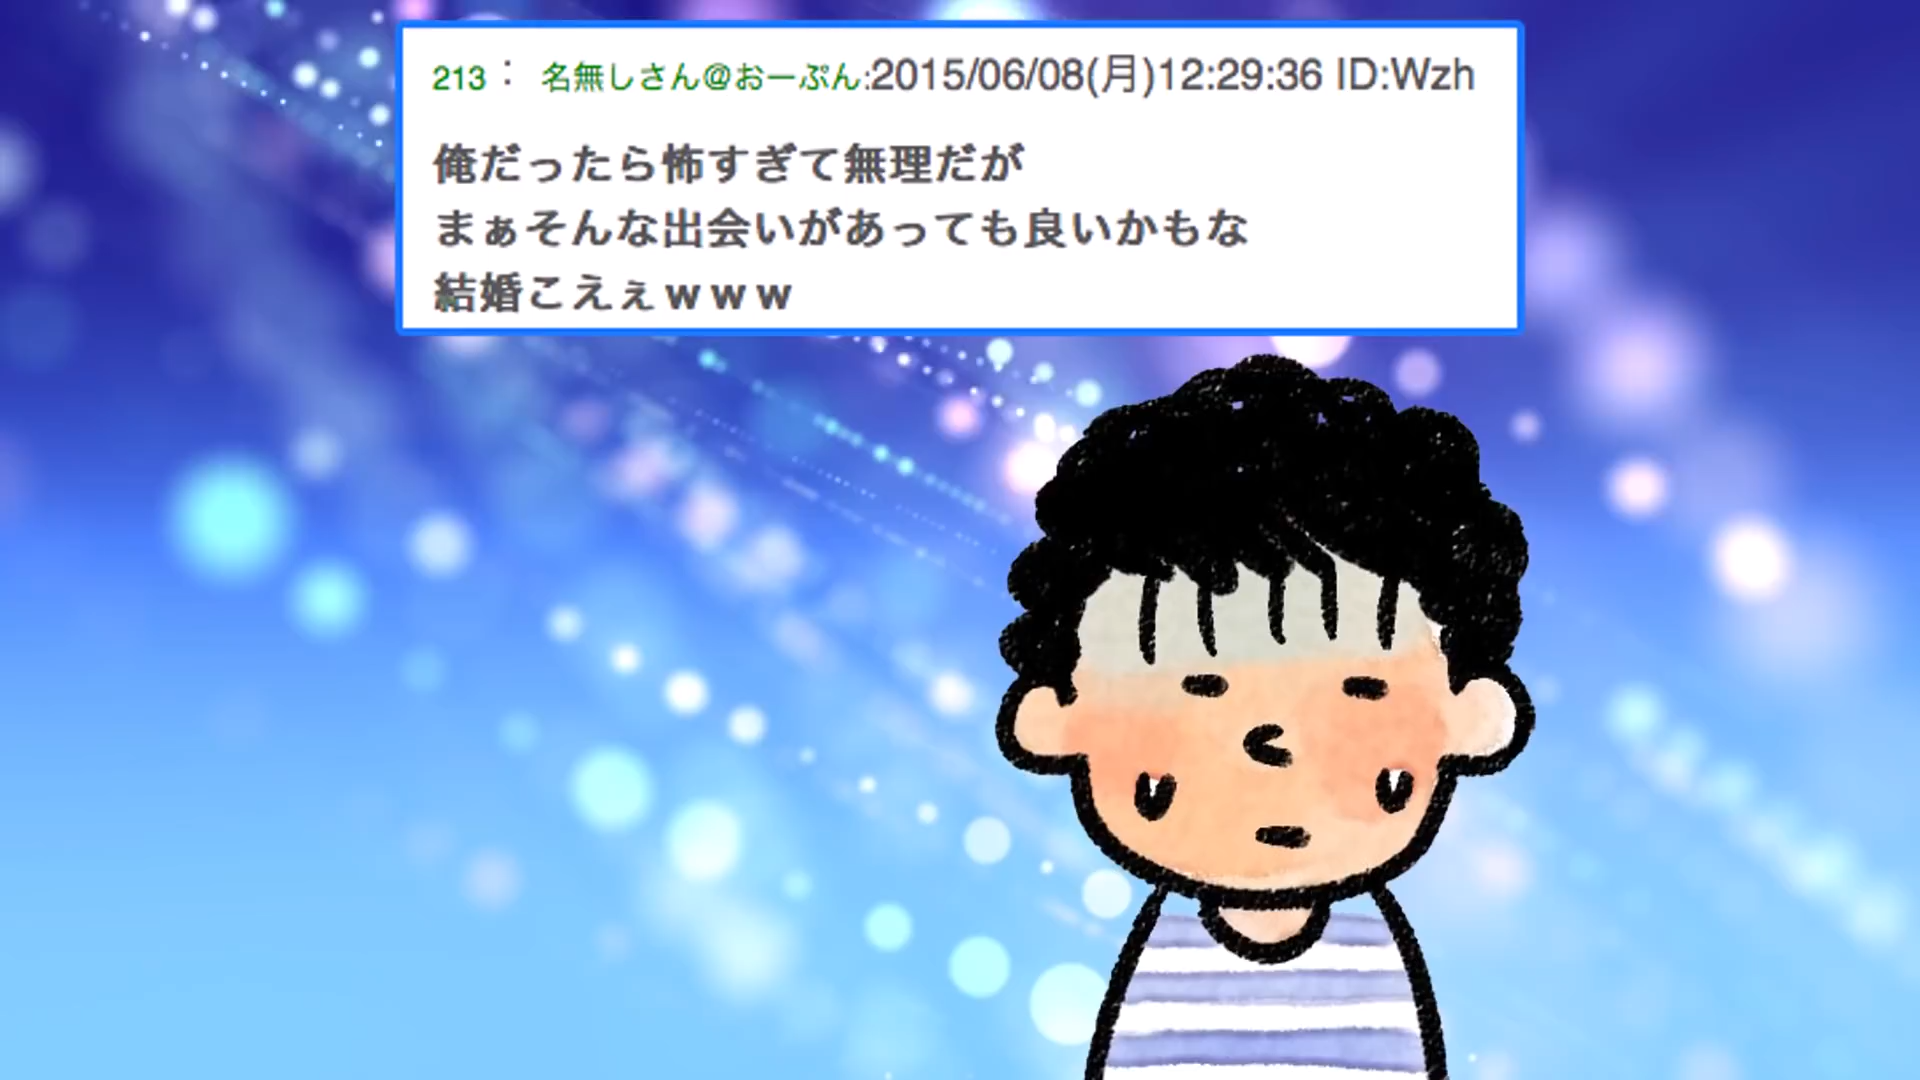 213： 名無しさん@おーぷん:2015/06/08(月)12:29:36 ID:Wzh
俺だったら怖すぎて無理だが
まぁそんな出会いがあっても良いかもな
結婚こえぇｗｗｗ